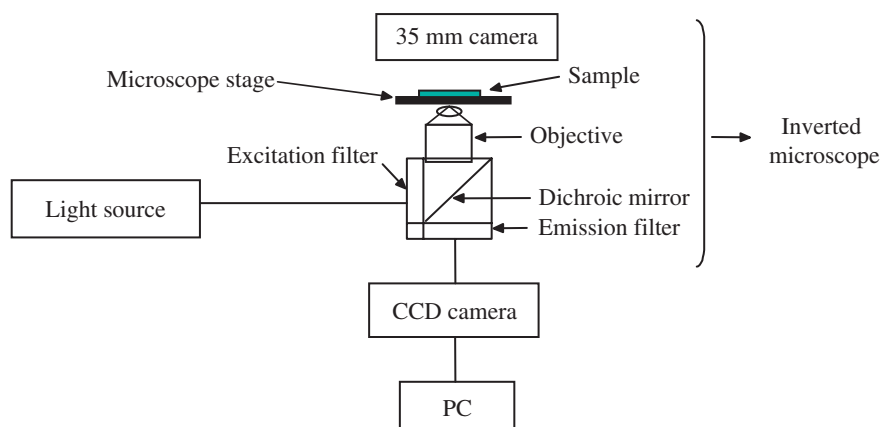 35 mm camera
Microscope stage
Sample
Objective
Inverted
microscope
Excitation filter
Light source
Dichroic mirror
Emission filter
CCD camera
PC